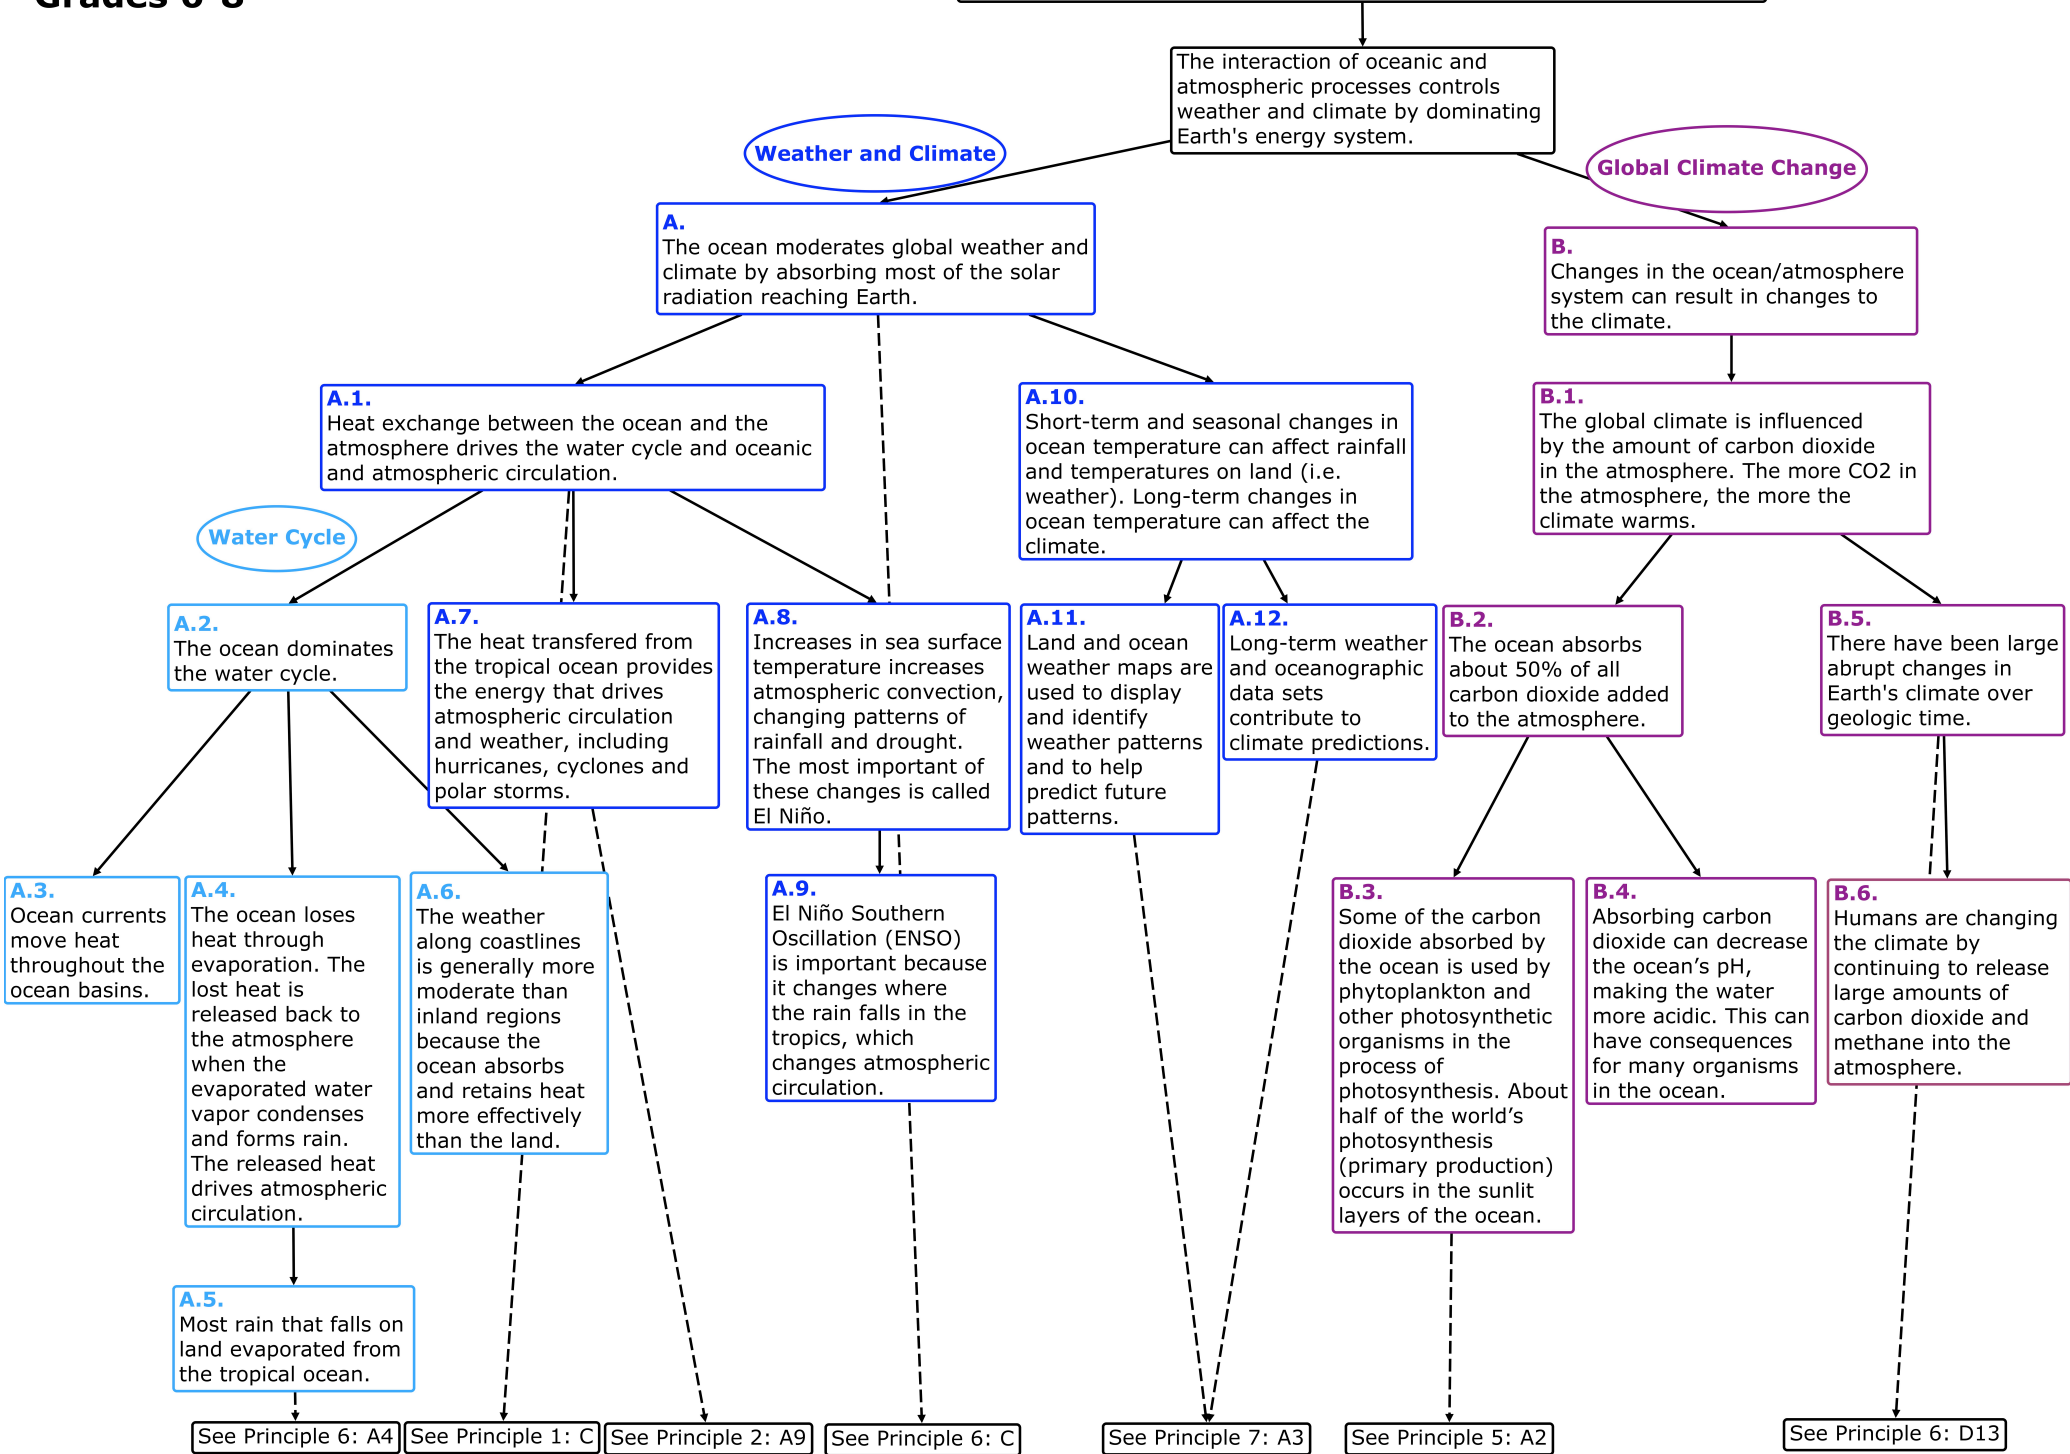 Grades 6-8
The interaction of oceanic and
atmospheric processes controls
weather and climate by dominating
Earth's energy system.
Weather and Climate
Global Climate Change
A.
The ocean moderates global weather and
climate by absorbing most of the solar
radiation reaching Earth.
B.
Changes in the ocean/atmosphere
system can result in changes to
the climate.
A.1.
Heat exchange between the ocean and the
atmosphere drives the water cycle and oceanic
and atmospheric circulation.
A.10.
Short-term and seasonal changes in
ocean temperature can affect rainfall
and temperatures on land (i.e.
weather). Long-term changes in
ocean temperature can affect the
climate.
B.1.
The global climate is influenced
by the amount of carbon dioxide
in the atmosphere. The more CO2 in
the atmosphere, the more the
climate warms.
Water Cycle
A.2.
The ocean dominates
the water cycle.
A.7.
The heat transfered from
the tropical ocean provides
the energy that drives
atmospheric circulation
and weather, including
hurricanes, cyclones and
polar storms.
A.8.
Increases in sea surface
temperature increases
atmospheric convection,
changing patterns of
rainfall and drought.
The most important of
these changes is called
El Niño.
A.11.
Land and ocean
weather maps are
used to display
and identify
weather patterns
and to help
predict future
patterns.
A.12.
Long-term weather
and oceanographic
data sets
contribute to
climate predictions.
B.2.
The ocean absorbs
about 50% of all
carbon dioxide added
to the atmosphere.
B.5.
There have been large
abrupt changes in
Earth's climate over
geologic time.
A.3.
Ocean currents
move heat
throughout the
ocean basins.
A.4.
The ocean loses
heat through
evaporation. The
lost heat is
released back to
the atmosphere
when the
evaporated water
vapor condenses
and forms rain.
The released heat
drives atmospheric
circulation.
A.6.
The weather
along coastlines
is generally more
moderate than
inland regions
because the
ocean absorbs
and retains heat
more effectively
than the land.
A.9.
El Niño Southern
Oscillation (ENSO)
is important because
it changes where
the rain falls in the
tropics, which
changes atmospheric
circulation.
B.3.
Some of the carbon
dioxide absorbed by
the ocean is used by
phytoplankton and
other photosynthetic
organisms in the
process of
photosynthesis. About
half of the world’s
photosynthesis
(primary production)
occurs in the sunlit
layers of the ocean.
B.4.
Absorbing carbon
dioxide can decrease
the ocean’s pH,
making the water
more acidic. This can
have consequences
for many organisms
in the ocean.
B.6.
Humans are changing
the climate by
continuing to release
large amounts of
carbon dioxide and
methane into the
atmosphere.
A.5.
Most rain that falls on
land evaporated from
the tropical ocean.
See Principle 6: A4
See Principle 1: C
See Principle 2: A9
See Principle 6: C
See Principle 7: A3
See Principle 5: A2
See Principle 6: D13